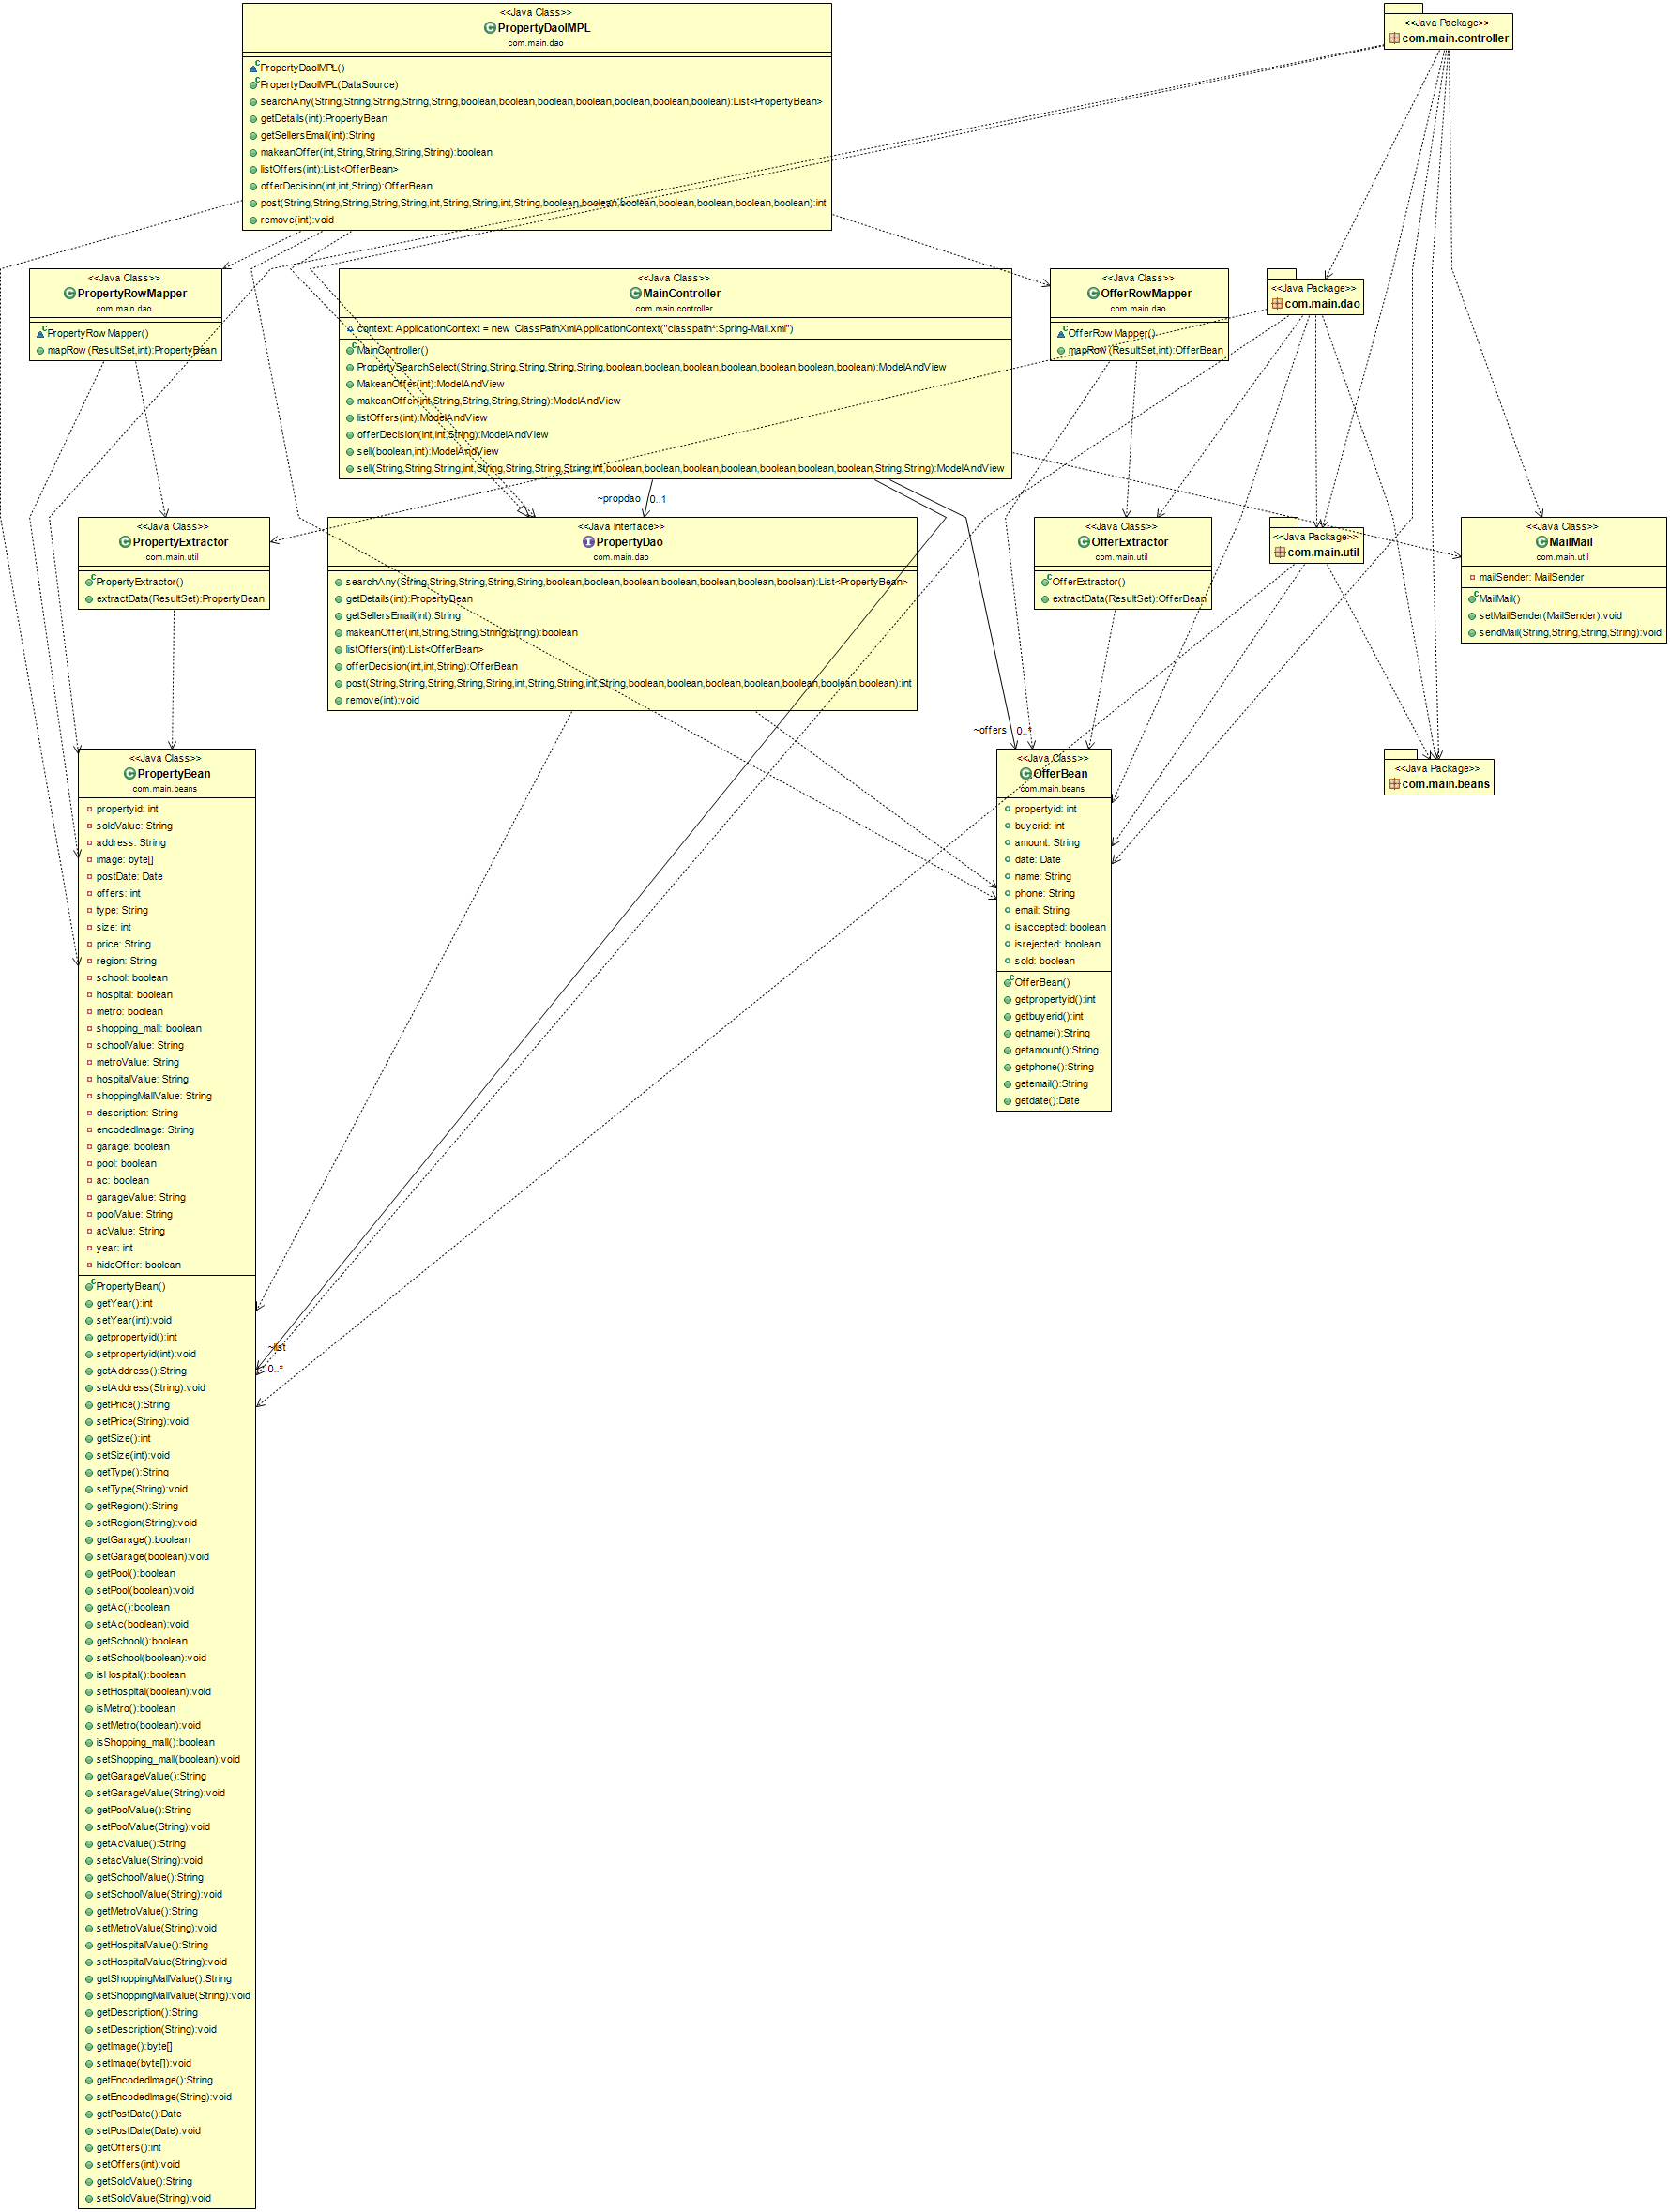 <<Java Class>>
PropertyDaoIMPL
com.main.dao
PropertyDaoIMPL()
PropertyDaoIMPL(DataSource)
searchAny(String,String,String,String,String,boolean,boolean,boolean,boolean,boolean,boolean,boolean):List<PropertyBean>
getDetails(int):PropertyBean
getSellersEmail(int):String
makeanOffer(int,String,String,String,String):boolean
listOffers(int):List<OfferBean>
offerDecision(int,int,String):OfferBean
post(String,String,String,String,String,int,String,String,int,String,boolean,boolean,boolean,boolean,boolean,boolean,boolean):int
remove(int):void
<<Java Package>>
com.main.controller
<<Java Class>>
PropertyRowMapper
com.main.dao
PropertyRowMapper()
mapRow(ResultSet,int):PropertyBean
<<Java Class>>
MainController
com.main.controller
context: ApplicationContext = new ClassPathXmlApplicationContext("classpath*:Spring-Mail.xml")
MainController()
PropertySearchSelect(String,String,String,String,String,boolean,boolean,boolean,boolean,boolean,boolean,boolean):ModelAndView
MakeanOffer(int):ModelAndView
makeanOffer(int,String,String,String,String):ModelAndView
listOffers(int):ModelAndView
offerDecision(int,int,String):ModelAndView
sell(boolean,int):ModelAndView
sell(String,String,String,int,String,String,String,String,int,boolean,boolean,boolean,boolean,boolean,boolean,boolean,String,String):ModelAndView
<<Java Class>>
OfferRowMapper
com.main.dao
OfferRowMapper()
mapRow(ResultSet,int):OfferBean
<<Java Package>>
com.main.dao
~propdao
0..1
<<Java Class>>
PropertyExtractor
com.main.util
PropertyExtractor()
extractData(ResultSet):PropertyBean
<<Java Interface>>
PropertyDao
com.main.dao
searchAny(String,String,String,String,String,boolean,boolean,boolean,boolean,boolean,boolean,boolean):List<PropertyBean>
getDetails(int):PropertyBean
getSellersEmail(int):String
makeanOffer(int,String,String,String,String):boolean
listOffers(int):List<OfferBean>
offerDecision(int,int,String):OfferBean
post(String,String,String,String,String,int,String,String,int,String,boolean,boolean,boolean,boolean,boolean,boolean,boolean):int
remove(int):void
<<Java Class>>
OfferExtractor
com.main.util
OfferExtractor()
extractData(ResultSet):OfferBean
<<Java Package>>
com.main.util
<<Java Class>>
MailMail
com.main.util
mailSender: MailSender
MailMail()
setMailSender(MailSender):void
sendMail(String,String,String,String):void
~offers
0..*
<<Java Class>>
PropertyBean
com.main.beans
propertyid: int
soldValue: String
address: String
image: byte[]
postDate: Date
offers: int
type: String
size: int
price: String
region: String
school: boolean
hospital: boolean
metro: boolean
shopping_mall: boolean
schoolValue: String
metroValue: String
hospitalValue: String
shoppingMallValue: String
description: String
encodedImage: String
garage: boolean
pool: boolean
ac: boolean
garageValue: String
poolValue: String
acValue: String
year: int
hideOffer: boolean
PropertyBean()
getYear():int
setYear(int):void
getpropertyid():int
setpropertyid(int):void
getAddress():String
setAddress(String):void
getPrice():String
setPrice(String):void
getSize():int
setSize(int):void
getType():String
setType(String):void
getRegion():String
setRegion(String):void
getGarage():boolean
setGarage(boolean):void
getPool():boolean
setPool(boolean):void
getAc():boolean
setAc(boolean):void
getSchool():boolean
setSchool(boolean):void
isHospital():boolean
setHospital(boolean):void
isMetro():boolean
setMetro(boolean):void
isShopping_mall():boolean
setShopping_mall(boolean):void
getGarageValue():String
setGarageValue(String):void
getPoolValue():String
setPoolValue(String):void
getAcValue():String
setacValue(String):void
getSchoolValue():String
setSchoolValue(String):void
getMetroValue():String
setMetroValue(String):void
getHospitalValue():String
setHospitalValue(String):void
getShoppingMallValue():String
setShoppingMallValue(String):void
getDescription():String
setDescription(String):void
getImage():byte[]
setImage(byte[]):void
getEncodedImage():String
setEncodedImage(String):void
getPostDate():Date
setPostDate(Date):void
getOffers():int
setOffers(int):void
getSoldValue():String
setSoldValue(String):void
~list
0..*
<<Java Class>>
OfferBean
com.main.beans
propertyid: int
buyerid: int
amount: String
date: Date
name: String
phone: String
email: String
isaccepted: boolean
isrejected: boolean
sold: boolean
OfferBean()
getpropertyid():int
getbuyerid():int
getname():String
getamount():String
getphone():String
getemail():String
getdate():Date
<<Java Package>>
com.main.beans